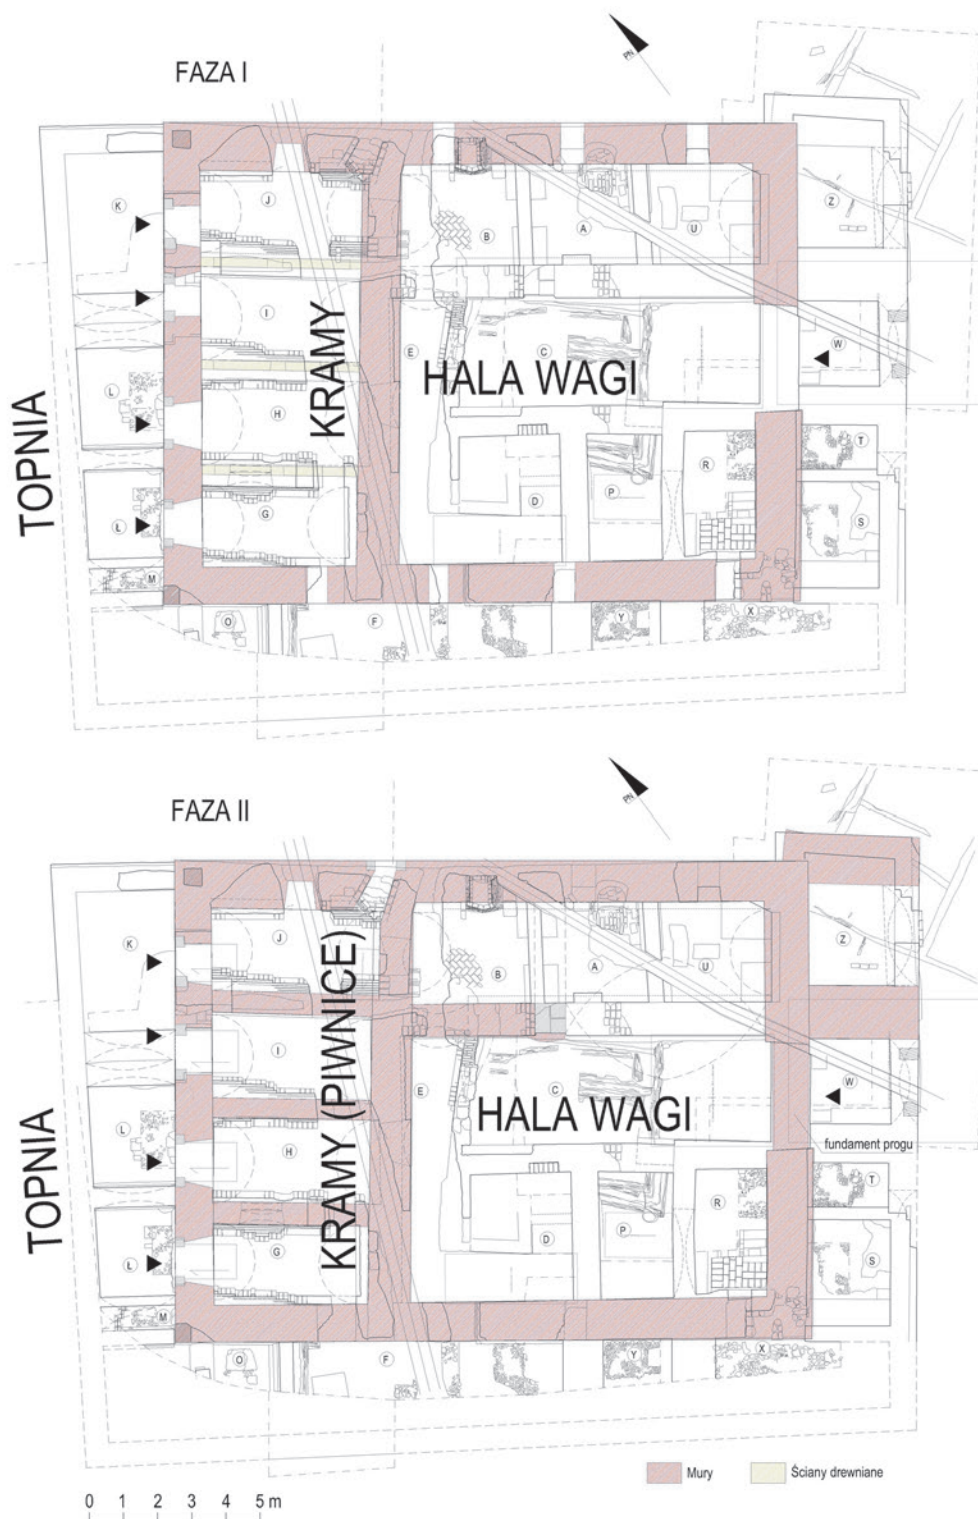 FAZA I
PN
K
J
B
A
U
Z
I
E
C
W
TOPNIA
KRAMY
HALA WAGI
L
H
R
T
D
P
Ł
G
S
M
O
F
Y
X
FAZA II
PN
K
J
B
A
U
Z
I
E
C
W
TOPNIA
KRAMY (PIWNICE)
HALA WAGI
fundament progu
L
H
R
T
D
P
Ł
G
S
M
O
F
Y
X
Mury
Ściany drewniane
0 1 2 3 4 5 m